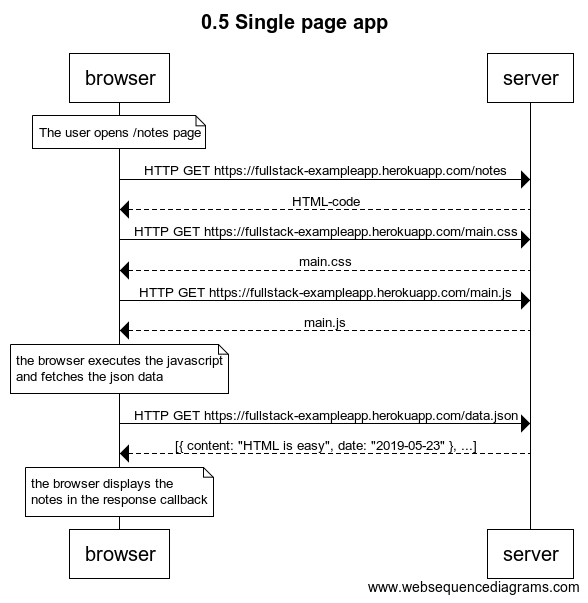 0.5 Single page app
browser
server
The user opens /notes page
HTTP GET https://fullstack-exampleapp.herokuapp.com/notes
HTML-code
HTTP GET https://fullstack-exampleapp.herokuapp.com/main.css
main.css
HTTP GET https://fullstack-exampleapp.herokuapp.com/main.js
main.js
the browser executes the javascript
and fetches the json data
HTTP GET https://fullstack-exampleapp.herokuapp.com/data.json
[{ content: "HTML is easy", date: "2019-05-23" }, ...]
the browser displays the
notes in the response callback
browser
server
www.websequencediagrams.com